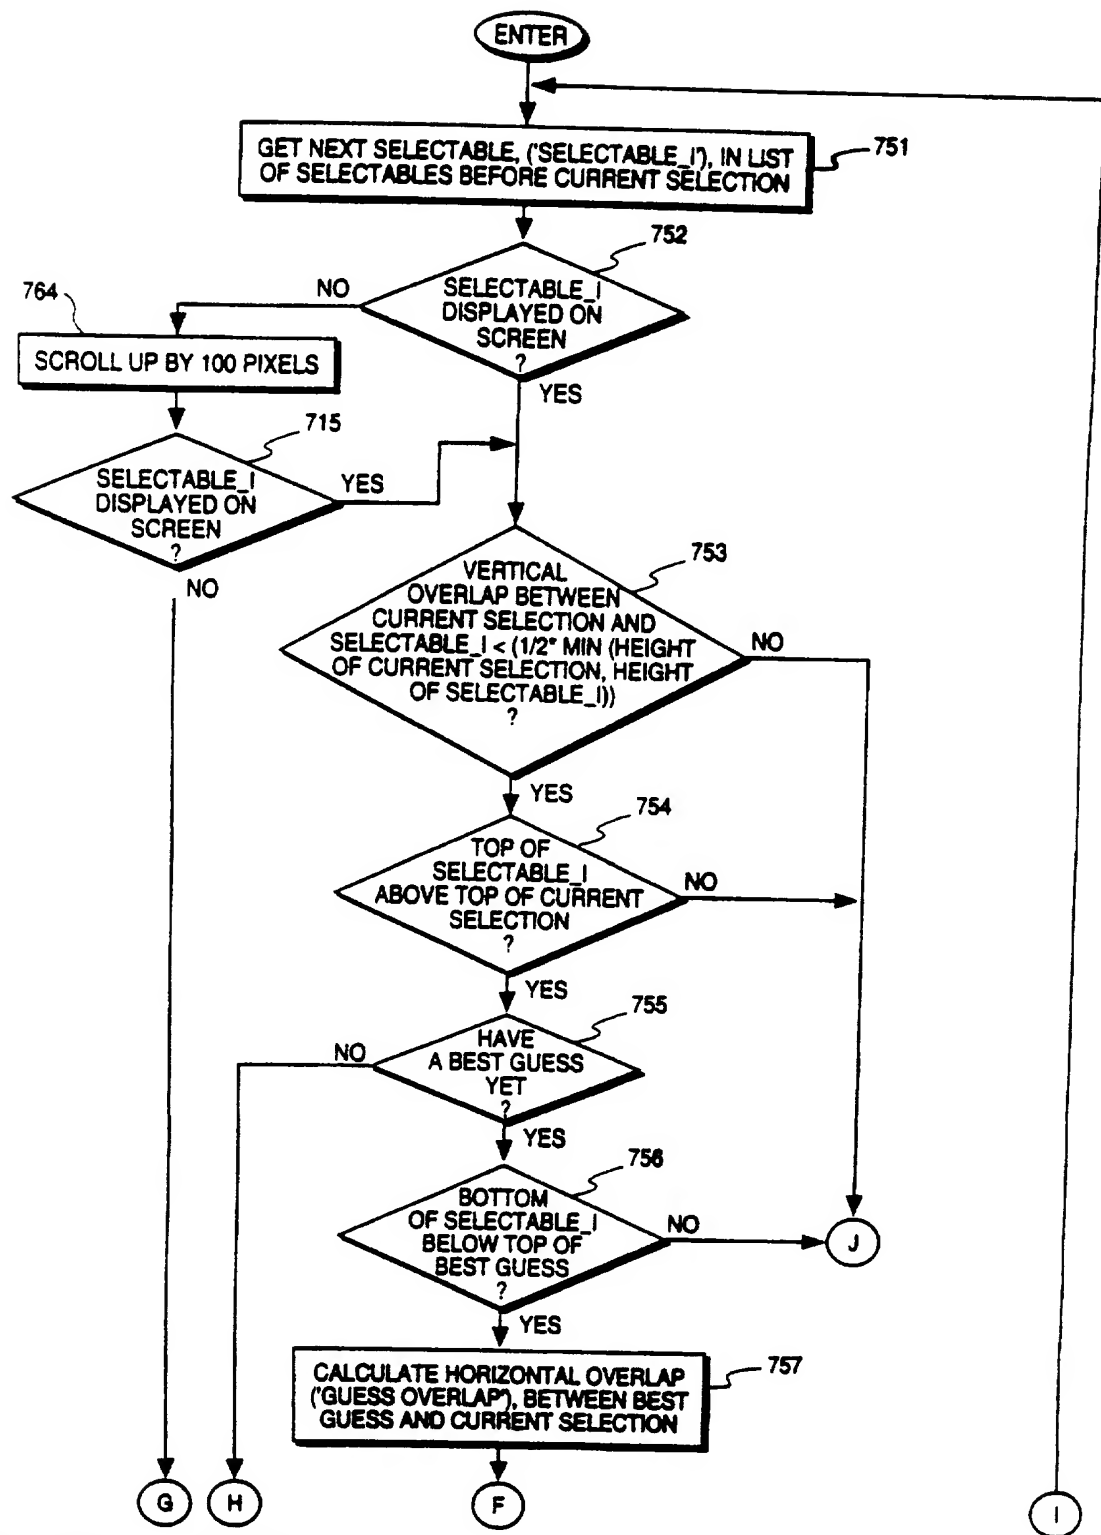 ENTER
GET NEXT SELECTABLE, ('SELECTABLE_I'), IN LIST
OF SELECTABLES BEFORE CURRENT SELECTION
751
752
SELECTABLE_I
DISPLAYED ON
SCREEN
?
NO
YES
764
SCROLL UP BY 100 PIXELS
715
SELECTABLE_I
DISPLAYED ON
SCREEN
?
YES
NO
753
VERTICAL
OVERLAP BETWEEN
CURRENT SELECTION AND
SELECTABLE_I < (1/2* MIN (HEIGHT
OF CURRENT SELECTION, HEIGHT
OF SELECTABLE_I))
?
NO
YES
754
TOP OF
SELECTABLE_I
ABOVE TOP OF CURRENT
SELECTION
?
NO
YES
755
HAVE
A BEST GUESS
YET
?
NO
YES
756
BOTTOM
OF SELECTABLE_I
BELOW TOP OF
BEST GUESS
?
NO
YES
J
757
CALCULATE HORIZONTAL OVERLAP
('GUESS OVERLAP'), BETWEEN BEST
GUESS AND CURRENT SELECTION
G
H
F
I